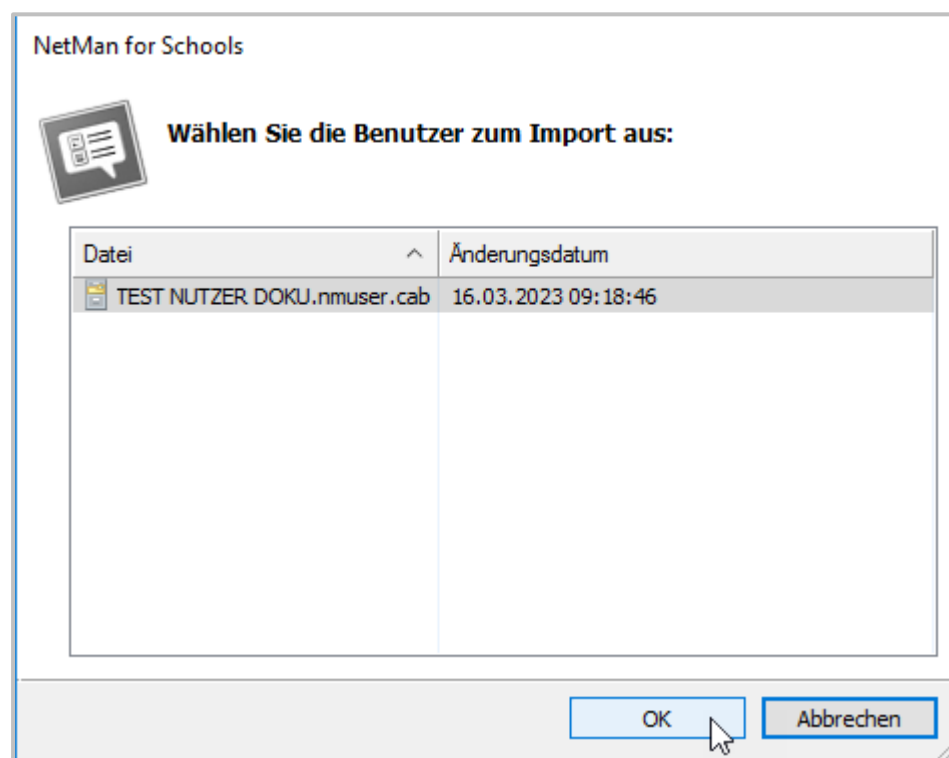 NetMan for Schools
Wählen Sie die Benutzer zum Import aus:
Datei Änderungsdatum
TEST NUTZER DOKU.nmuser.cab 16.03.2023 09:18:46
OK Abbrechen